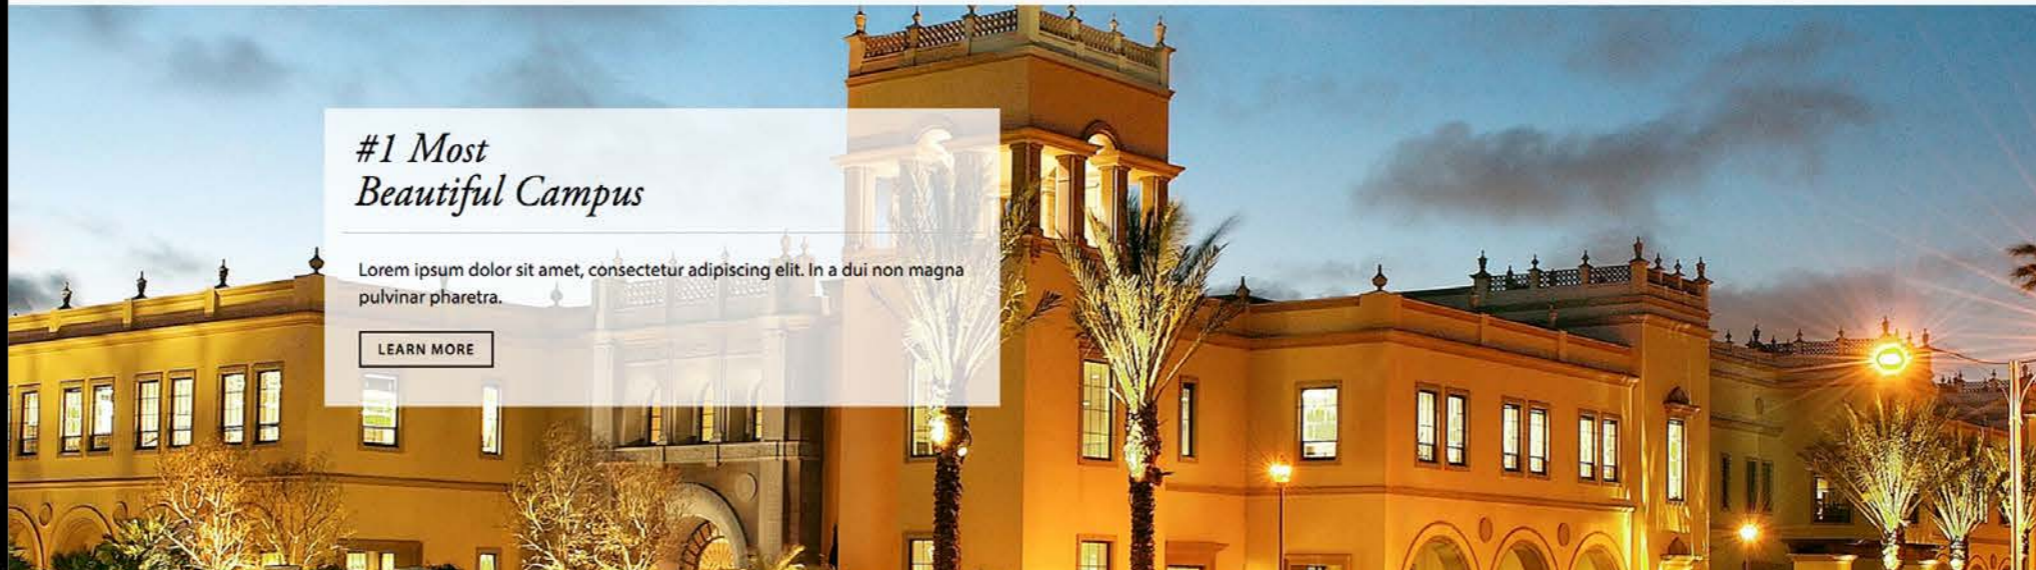 #1 Most
Beautiful Campus
Lorem ipsum dolor sit amet, consectetur adipiscing elit. In a dui non magna
pulvinar pharetra.
LEARN MORE